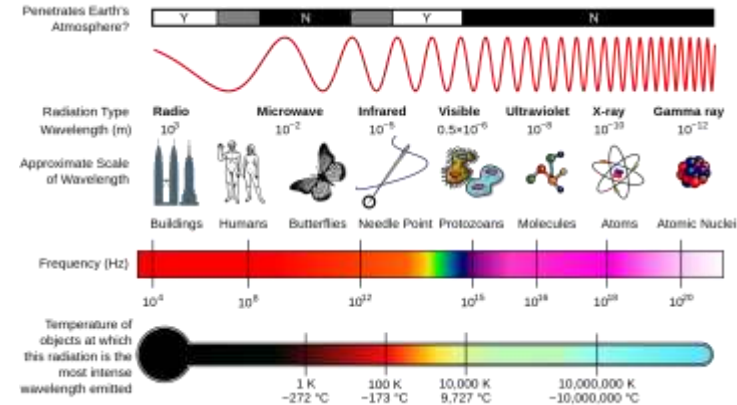 Penetrates Earth's
Atmosphere?
Y N Y N
Radiation Type
Radio Microwave Infrared Visible Ultraviolet X-ray Gamma ray
Wavelength (m)
10³ 10⁻² 10⁻⁵ 0.5×10⁻⁶ 10⁻⁸ 10⁻¹⁰ 10⁻¹²
Approximate Scale
of Wavelength
Buildings Humans Butterflies Needle Point Protozoans Molecules Atoms Atomic Nuclei
Frequency (Hz)
10⁴ 10⁸ 10¹² 10¹⁵ 10¹⁶ 10¹⁸ 10²⁰
Temperature of
objects at which
this radiation is the
most intense
wavelength emitted
1 K 100 K 10,000 K 10,000,000 K
−272 °C −173 °C 9,727 °C ~10,000,000 °C